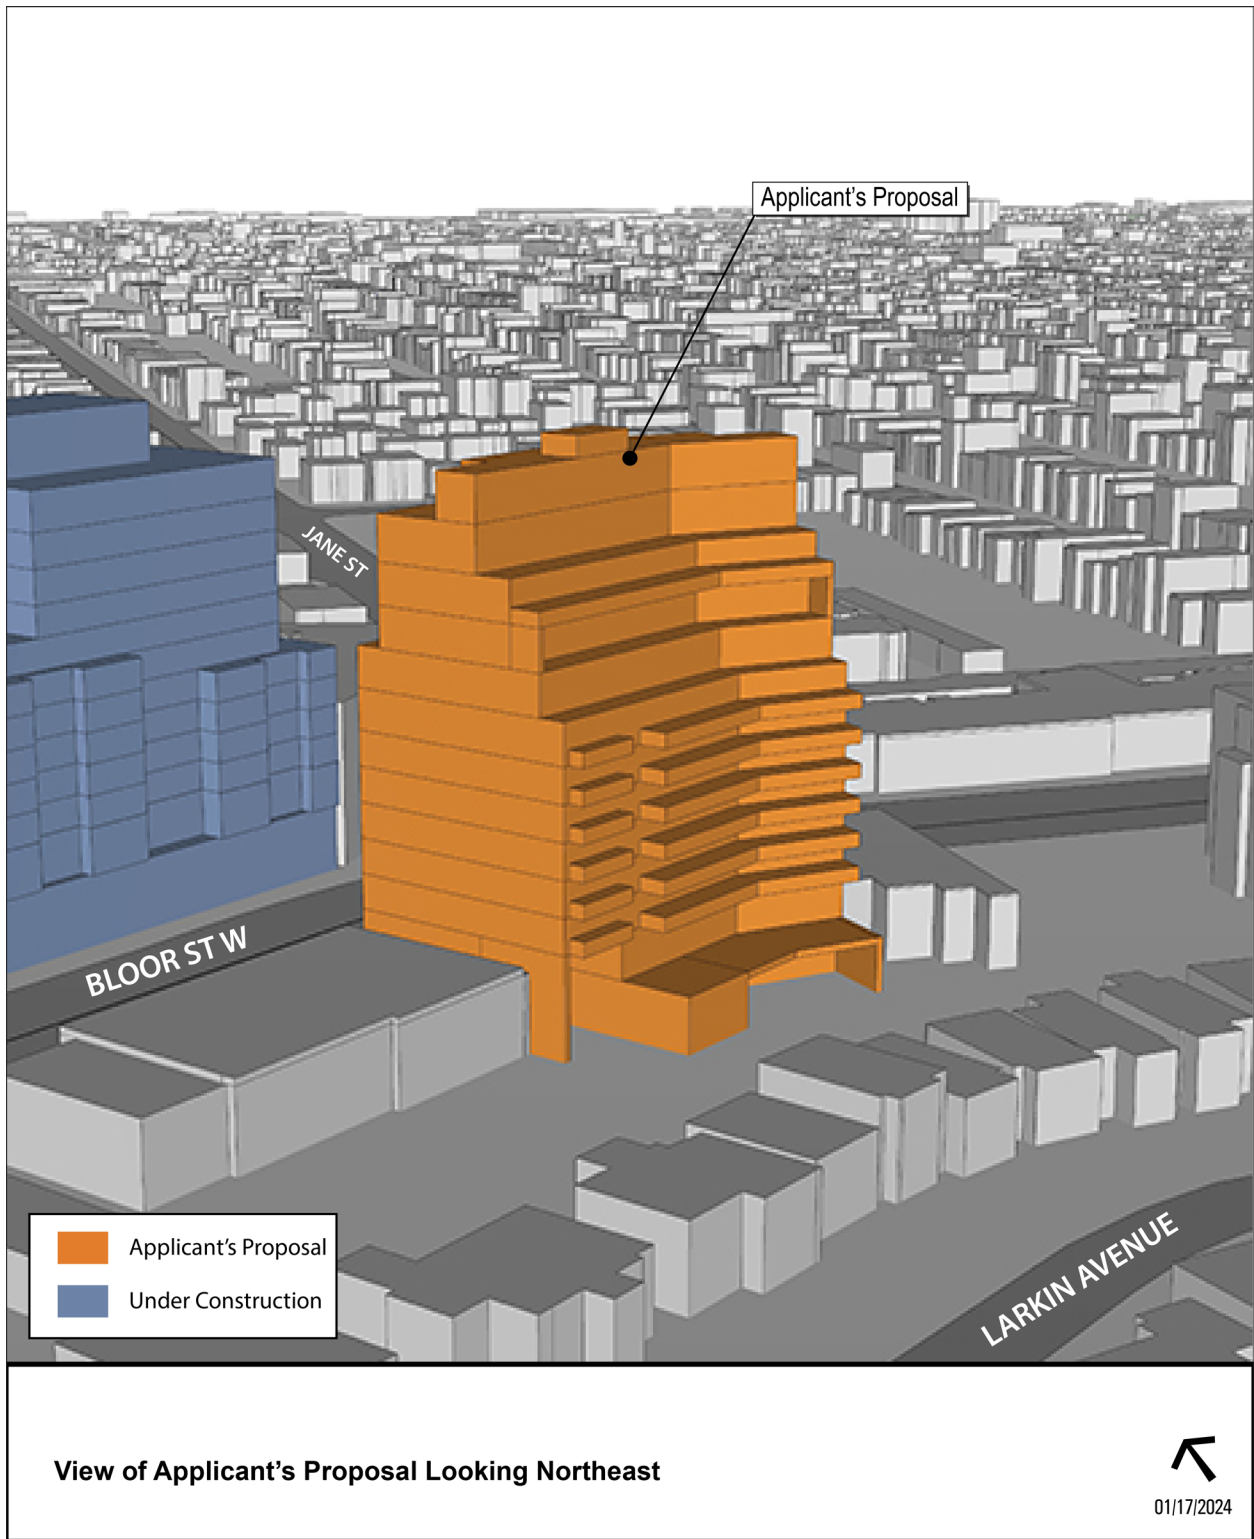 Applicant's Proposal
JANE ST
BLOOR ST W
LARKIN AVENUE
Applicant's Proposal
Under Construction
View of Applicant's Proposal Looking Northeast
01/17/2024